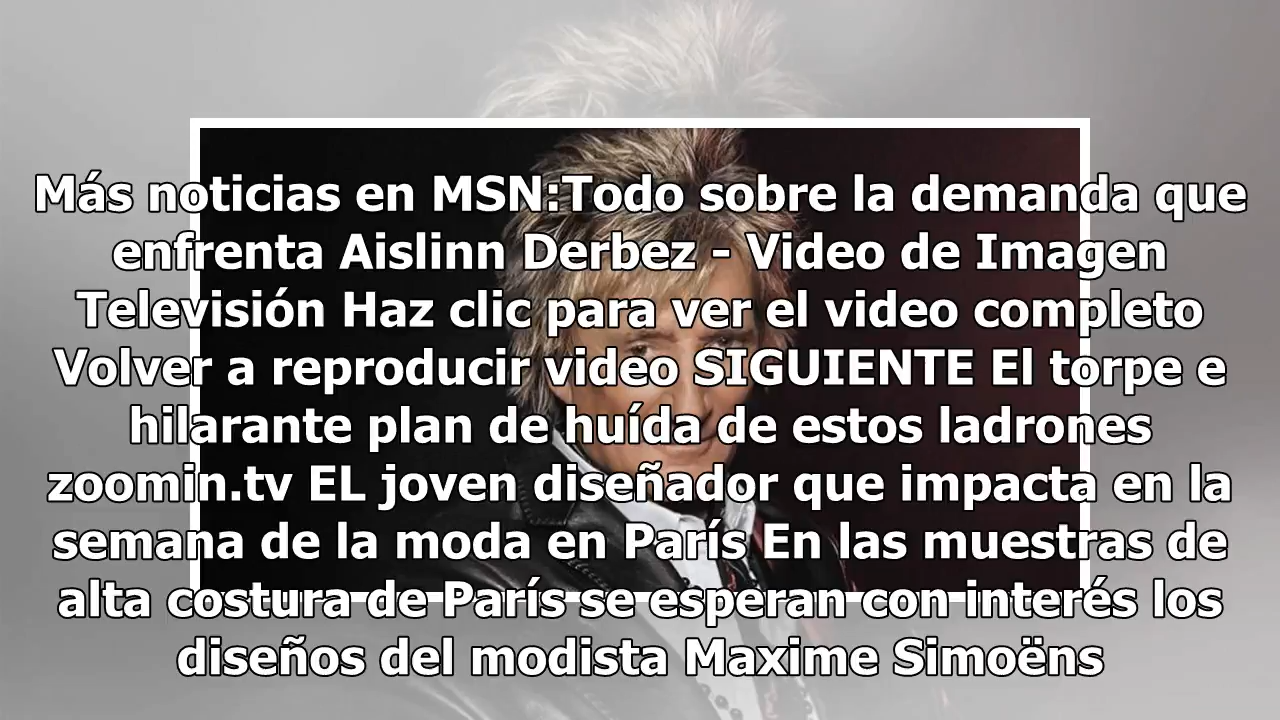 Más noticias en MSN:Todo sobre la demanda que
enfrenta Aislinn Derbez - Video de Imagen
Televisión Haz clic para ver el video completo
Volver a reproducir video SIGUIENTE El torpe e
hilarante plan de huída de estos ladrones
zoomin.tv EL joven diseñador que impacta en la
semana de la moda en París En las muestras de
alta costura de París se esperan con interés los
diseños del modista Maxime Simoëns